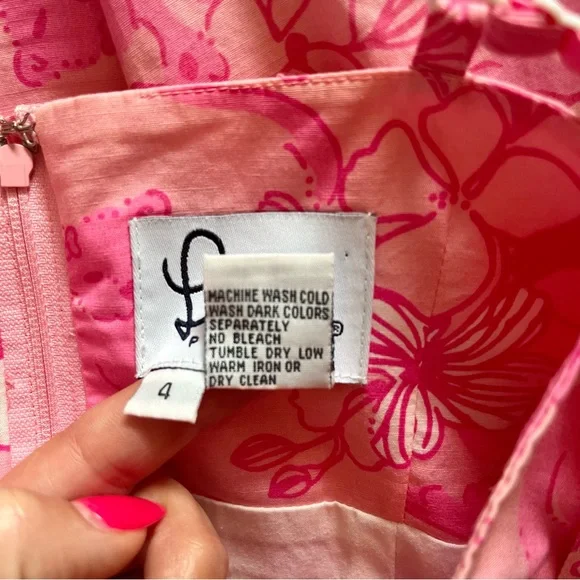 L
P
®
MACHINE WASH COLD
WASH DARK COLORS
SEPARATELY
NO BLEACH
TUMBLE DRY LOW
WARM IRON OR
DRY CLEAN
4